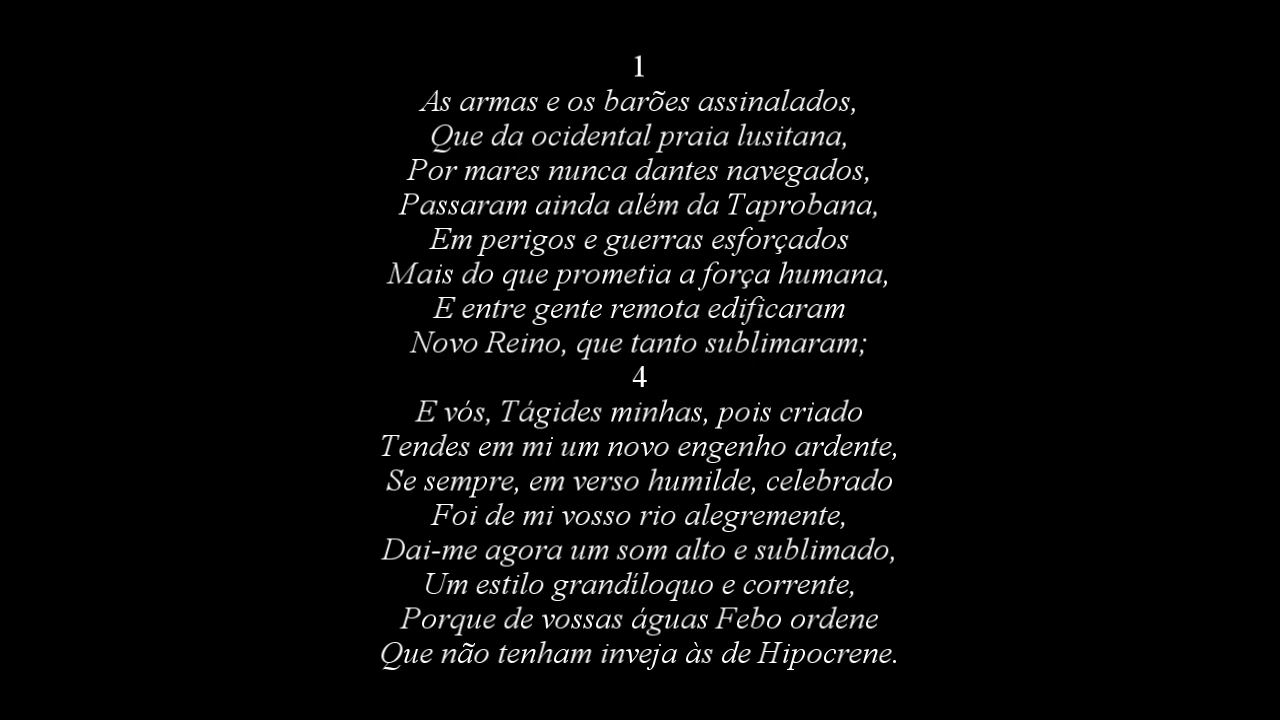 1
As armas e os barões assinalados,
Que da ocidental praia lusitana,
Por mares nunca dantes navegados,
Passaram ainda além da Taprobana,
Em perigos e guerras esforçados
Mais do que prometia a força humana,
E entre gente remota edificaram
Novo Reino, que tanto sublimaram;
4
E vós, Tágides minhas, pois criado
Tendes em mi um novo engenho ardente,
Se sempre, em verso humilde, celebrado
Foi de mi vosso rio alegremente,
Dai-me agora um som alto e sublimado,
Um estilo grandíloquo e corrente,
Porque de vossas águas Febo ordene
Que não tenham inveja às de Hipocrene.